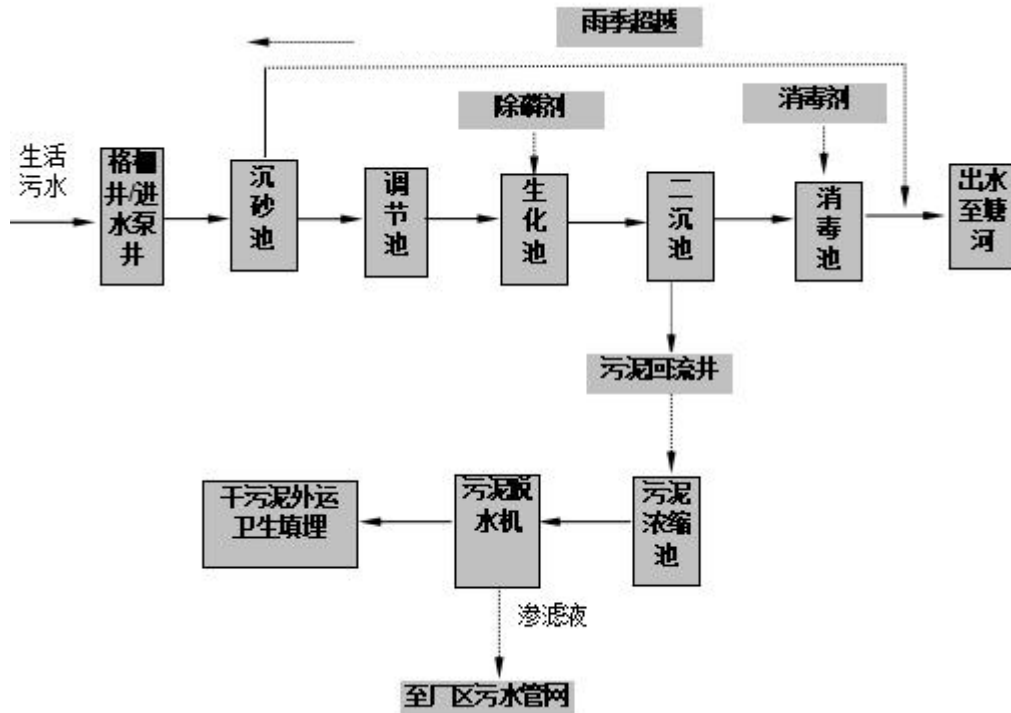 雨季超越
除磷剂
消毒剂
生活
污水
格栅
井/进
水泵
井
沉
砂
池
调
节
池
生
化
池
二
沉
池
消
毒
池
出水
至塘
河
污泥回流井
干污泥外运
卫生填埋
污泥脱
水机
污泥
浓缩
池
渗滤液
至厂区污水管网